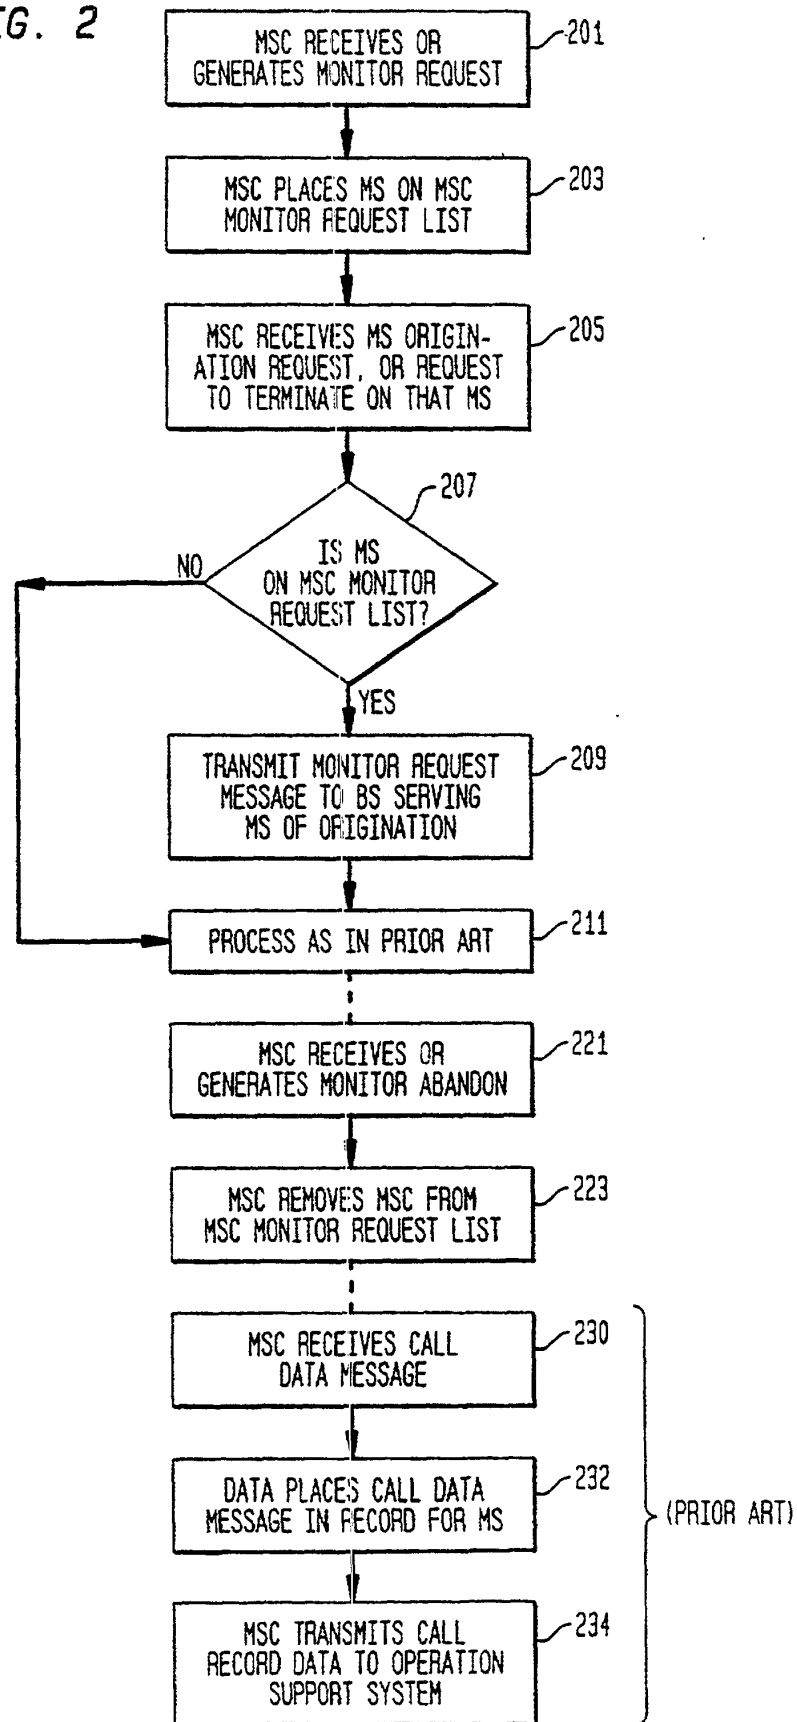 IG. 2
MSC RECEIVES OR
GENERATES MONITOR REQUEST
201
MSC PLACES MS ON MSC
MONITOR REQUEST LIST
203
MSC RECEIVES MS ORIGIN-
ATION REQUEST, OR REQUEST
TO TERMINATE ON THAT MS
205
207
IS MS
ON MSC MONITOR
REQUEST LIST?
NO
YES
TRANSMIT MONITOR REQUEST
MESSAGE TO BS SERVING
MS OF ORIGINATION
209
PROCESS AS IN PRIOR ART
211
MSC RECEIVES OR
GENERATES MONITOR ABANDON
221
MSC REMOVES MSC FROM
MSC MONITOR REQUEST LIST
223
MSC RECEIVES CALL
DATA MESSAGE
230
DATA PLACES CALL DATA
MESSAGE IN RECORD FOR MS
232
(PRIOR ART)
MSC TRANSMITS CALL
RECORD DATA TO OPERATION
SUPPORT SYSTEM
234